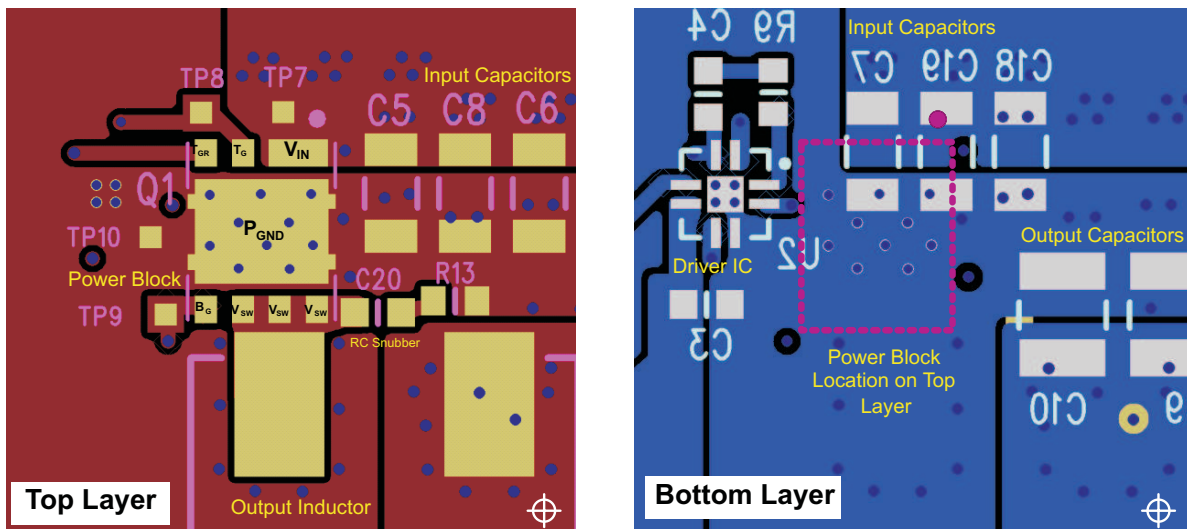 TP8
TP7
Input Capacitors
C5
C8
C6
TGR
TG
VIN
Q1
PGND
TP10
Power Block
C20
R13
TP9
BG
VSW
VSW
VSW
RC Snubber
Top Layer
Output Inductor
C4
R9
Input Capacitors
C7
C19
C18
Output Capacitors
Driver IC
U2
C3
Power Block
Location on Top
Layer
C10
9
Bottom Layer